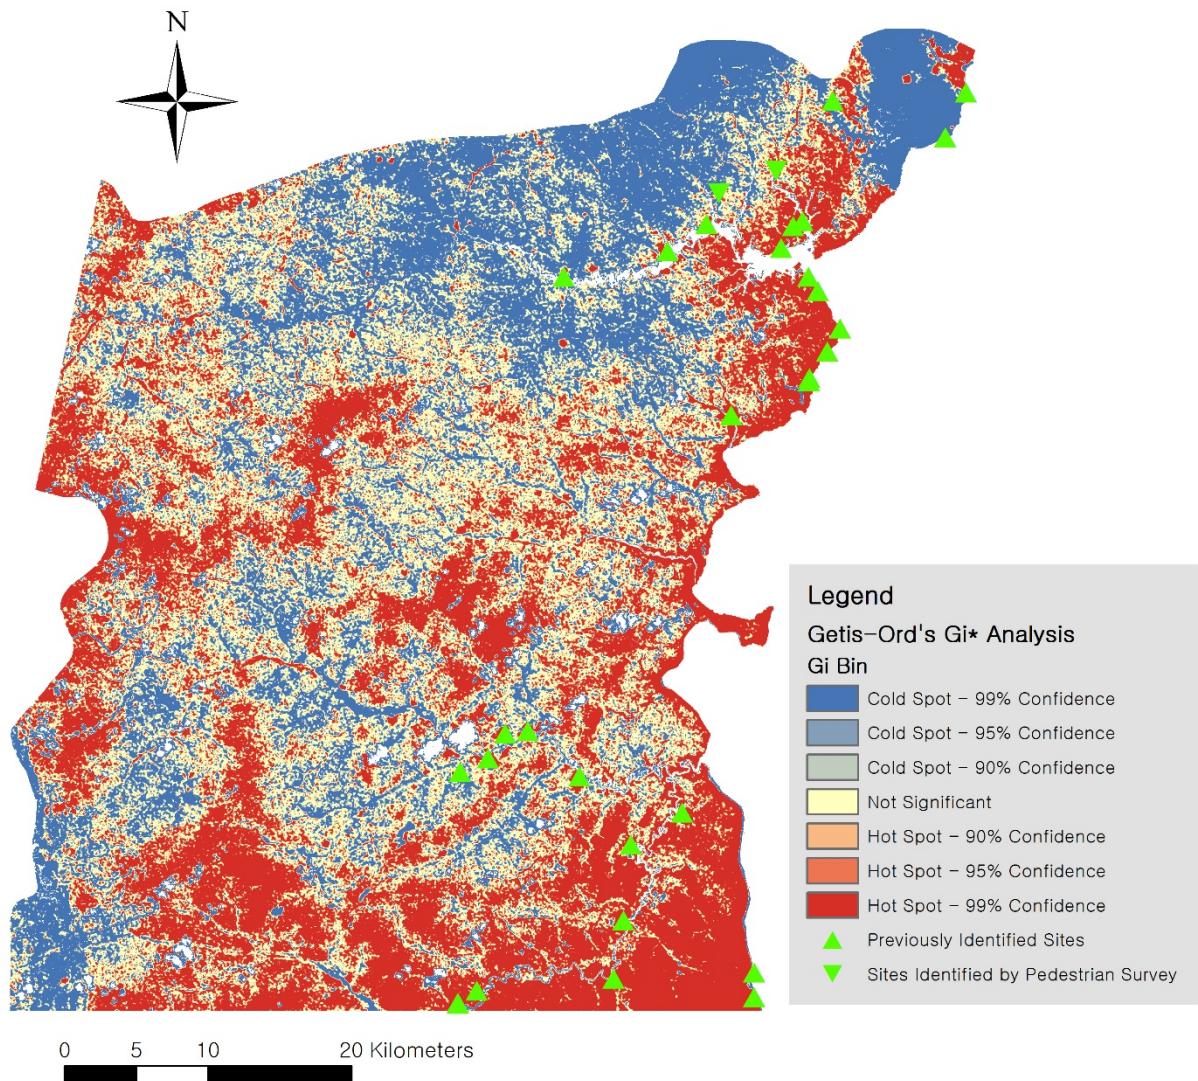 N
Legend
Getis-Ord's Gi* Analysis
Gi Bin
Cold Spot - 99% Confidence
Cold Spot - 95% Confidence
Cold Spot - 90% Confidence
Not Significant
Hot Spot - 90% Confidence
Hot Spot - 95% Confidence
Hot Spot - 99% Confidence
Previously Identified Sites
Sites Identified by Pedestrian Survey
0 5 10 20 Kilometers